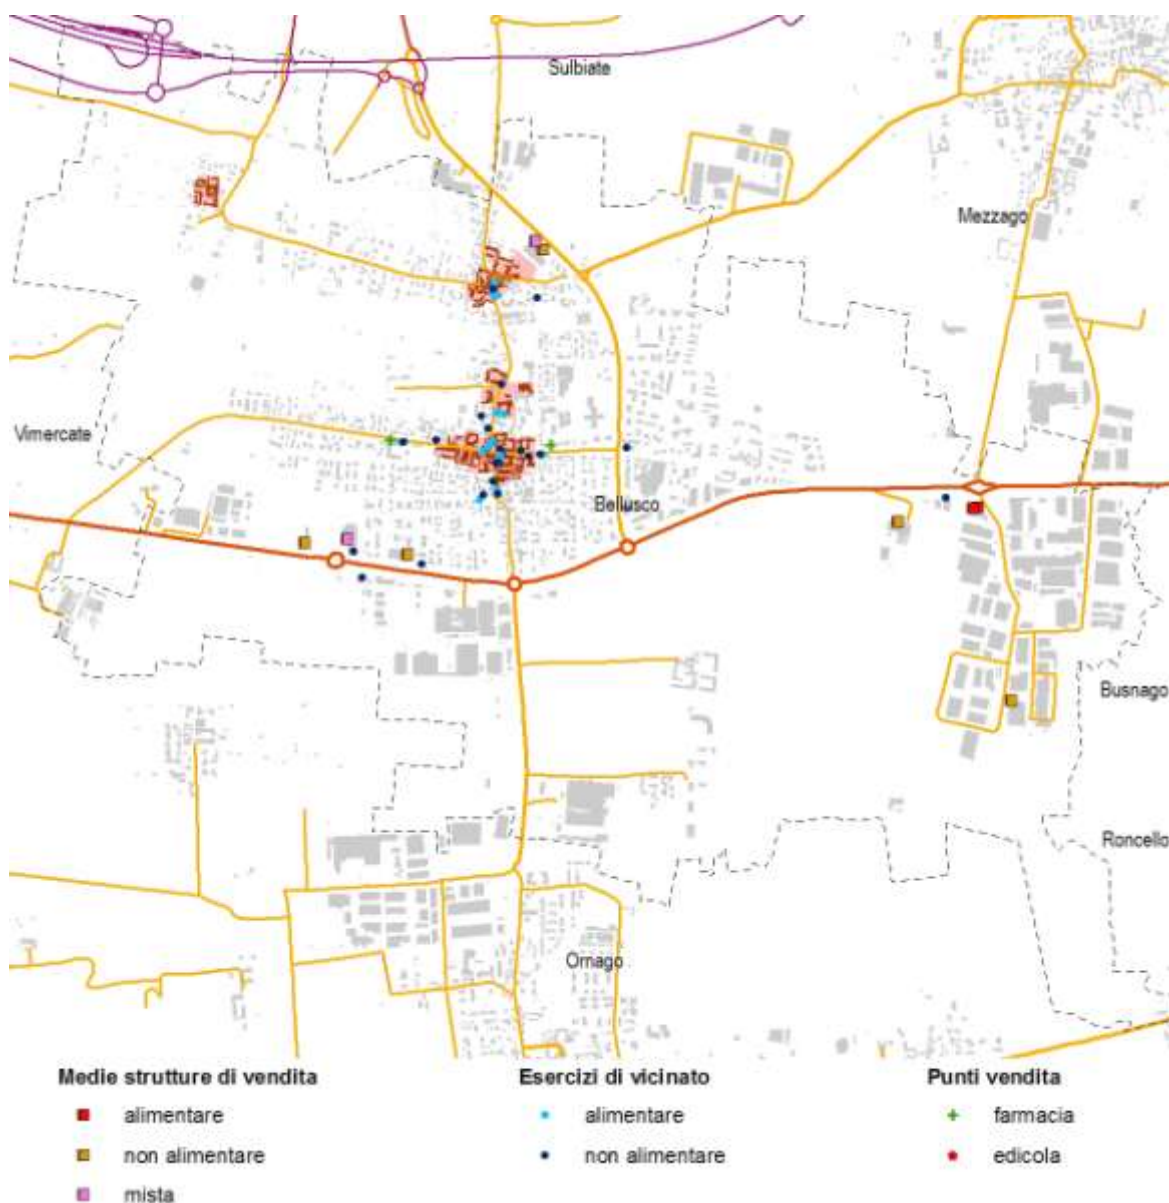 Sulbiate
Mezzago
Vimercate
Bellusco
Busnago
Roncello
Ornago
Medie strutture di vendita
alimentare
non alimentare
mista
Esercizi di vicinato
alimentare
non alimentare
Punti vendita
farmacia
edicola